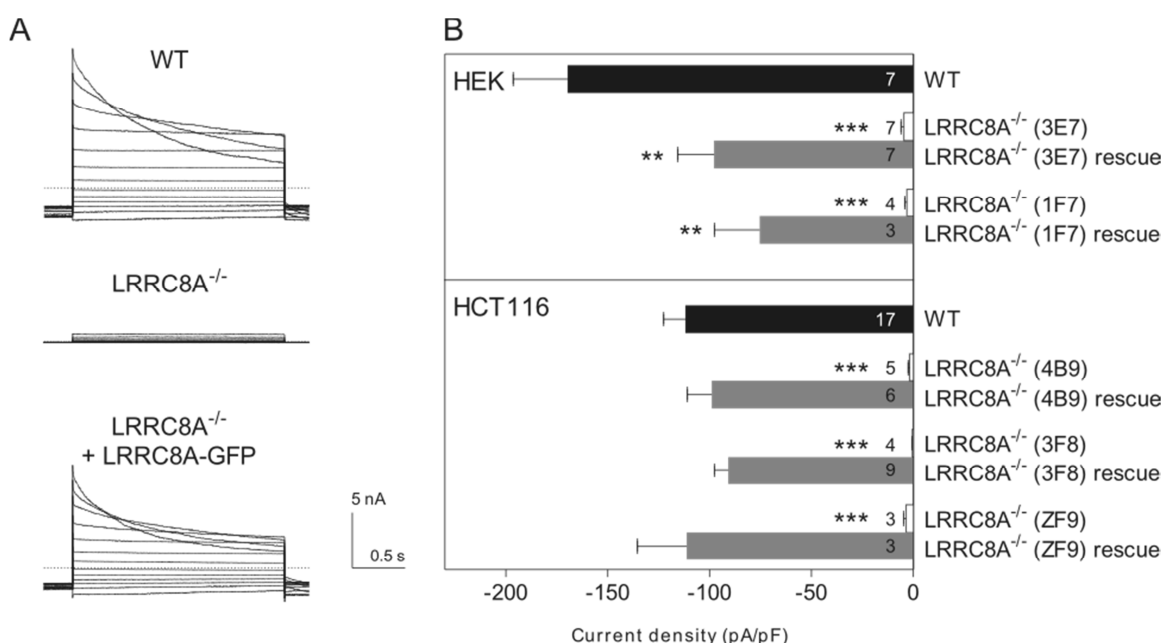 A
WT
LRRC8A-/-
LRRC8A-/-
+ LRRC8A-GFP
5 nA
0.5 s
B
HEK
7
WT
*** 7
LRRC8A-/- (3E7)
** 7
LRRC8A-/- (3E7) rescue
*** 4
LRRC8A-/- (1F7)
** 3
LRRC8A-/- (1F7) rescue
HCT116
17
WT
*** 5
LRRC8A-/- (4B9)
6
LRRC8A-/- (4B9) rescue
*** 4
LRRC8A-/- (3F8)
9
LRRC8A-/- (3F8) rescue
*** 3
LRRC8A-/- (ZF9)
3
LRRC8A-/- (ZF9) rescue
-200 -150 -100 -50 0
Current density (pA/pF)